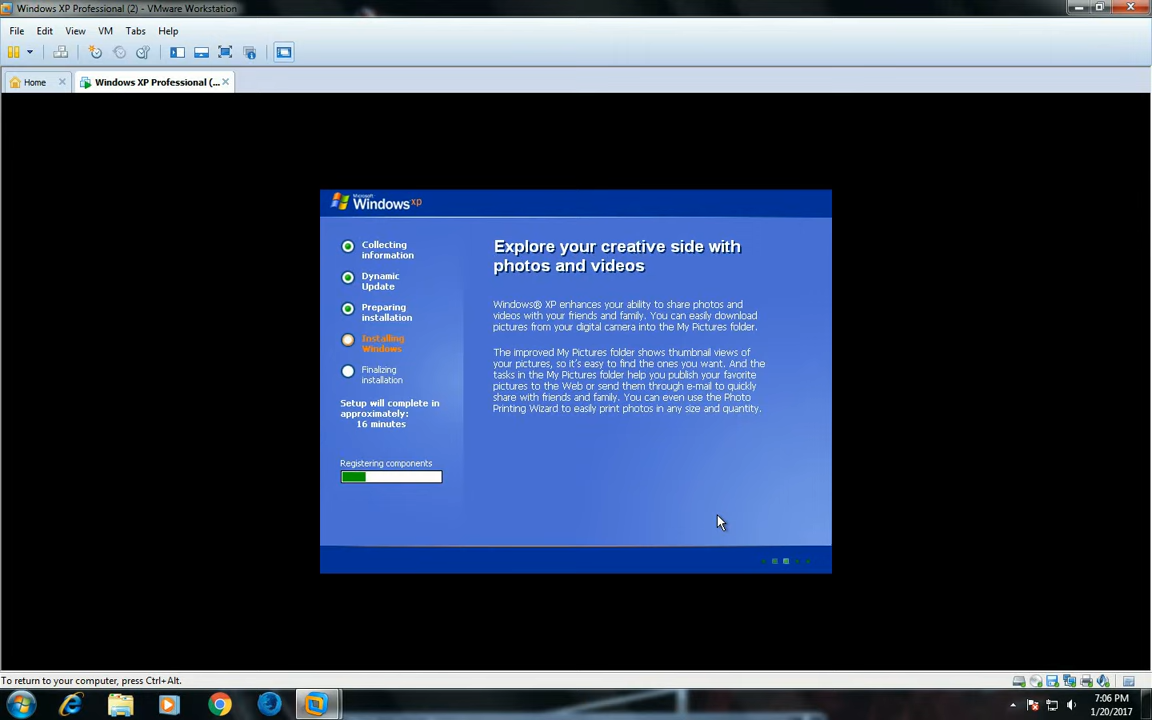 Windows XP Professional (2) - VMware Workstation
File Edit View VM Tabs Help
Home
Windows XP Professional (...
Microsoft
Windows xp
Collecting
information
Dynamic
Update
Preparing
installation
Installing
Windows
Finalizing
installation
Setup will complete in
approximately:
16 minutes
Registering components
Explore your creative side with
photos and videos
Windows® XP enhances your ability to share photos and
videos with your friends and family. You can easily download
pictures from your digital camera into the My Pictures folder.
The improved My Pictures folder shows thumbnail views of
your pictures, so it's easy to find the ones you want. And the
tasks in the My Pictures folder help you publish your favorite
pictures to the Web or send them through e-mail to quickly
share with friends and family. You can even use the Photo
Printing Wizard to easily print photos in any size and quantity.
To return to your computer, press Ctrl+Alt.
7:06 PM
1/20/2017